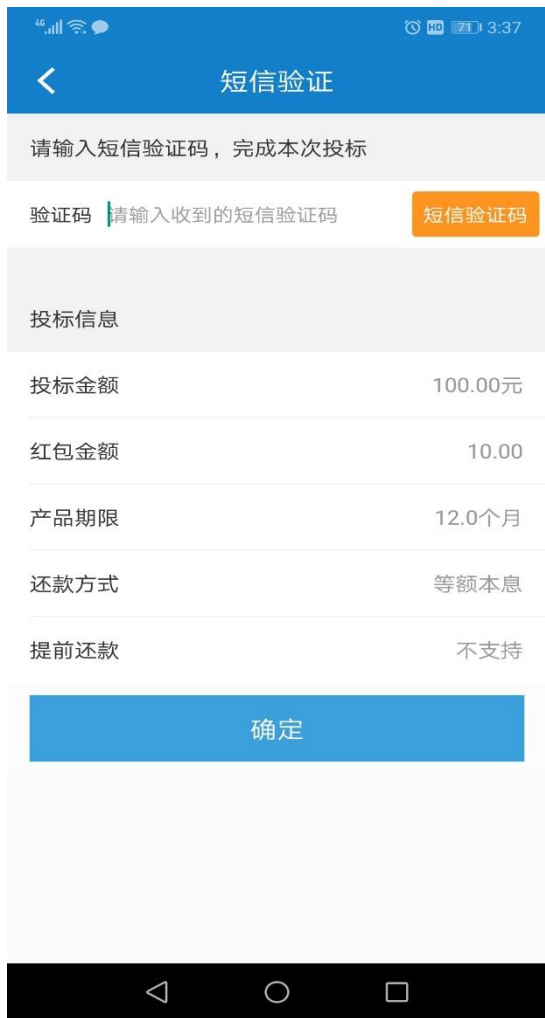 4G 71 3:37
短信验证
请输入短信验证码，完成本次投标
验证码 请输入收到的短信验证码 短信验证码
投标信息
投标金额 100.00元
红包金额 10.00
产品期限 12.0个月
还款方式 等额本息
提前还款 不支持
确定